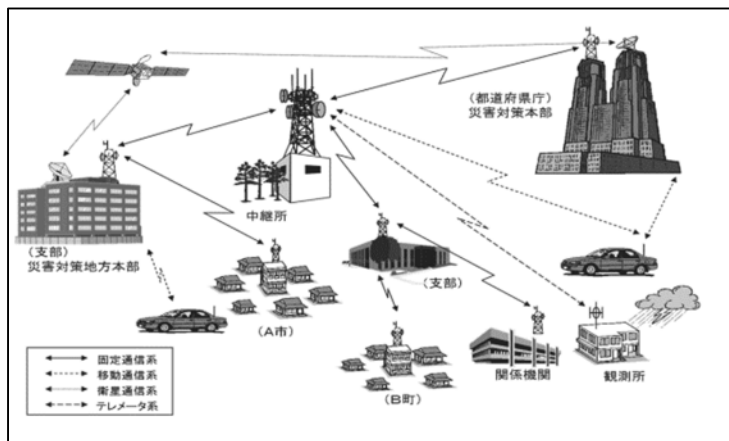 (都道府県庁)
災害対策本部
中継所
(支部)
災害対策地方本部
(支部)
(A市)
(B町)
関係機関
観測所
固定通信系
移動通信系
衛星通信系
テレメータ系